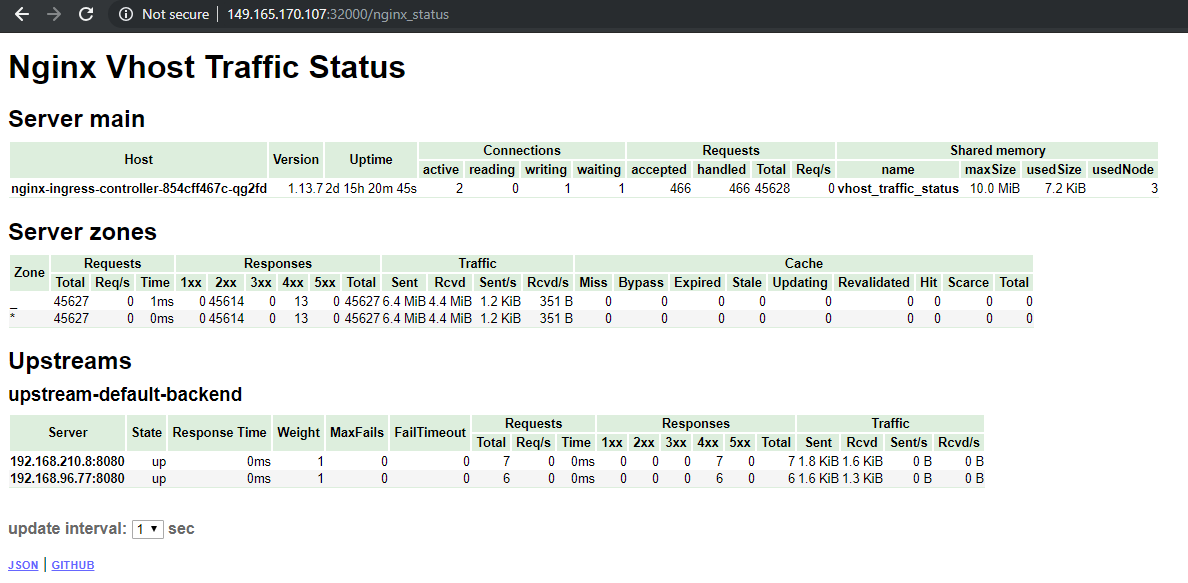 Not secure | 149.165.170.107:32000/nginx_status
Nginx Vhost Traffic Status
Server main
Host Version Uptime Connections Requests Shared memory
active reading writing waiting accepted handled Total Req/s name maxSize usedSize usedNode
nginx-ingress-controller-854cff467c-qg2fd 1.13.7 2d 15h 20m 45s 2 0 1 1 466 466 45628 0 vhost_traffic_status 10.0 MiB 7.2 KiB 3
Server zones
Zone Requests Responses Traffic Cache
Total Req/s Time 1xx 2xx 3xx 4xx 5xx Total Sent Rcvd Sent/s Rcvd/s Miss Bypass Expired Stale Updating Revalidated Hit Scarce Total
_ 45627 0 1ms 0 45614 0 13 0 45627 6.4 MiB 4.4 MiB 1.2 KiB 351 B 0 0 0 0 0 0 0 0 0
* 45627 0 0ms 0 45614 0 13 0 45627 6.4 MiB 4.4 MiB 1.2 KiB 351 B 0 0 0 0 0 0 0 0 0
Upstreams
upstream-default-backend
Server State Response Time Weight MaxFails FailTimeout Requests Responses Traffic
Total Req/s Time 1xx 2xx 3xx 4xx 5xx Total Sent Rcvd Sent/s Rcvd/s
192.168.210.8:8080 up 0ms 1 0 0 7 0 0ms 0 0 0 7 0 7 1.8 KiB 1.6 KiB 0 B 0 B
192.168.96.77:8080 up 0ms 1 0 0 6 0 0ms 0 0 0 6 0 6 1.6 KiB 1.3 KiB 0 B 0 B
update interval: 1 sec
JSON | GITHUB